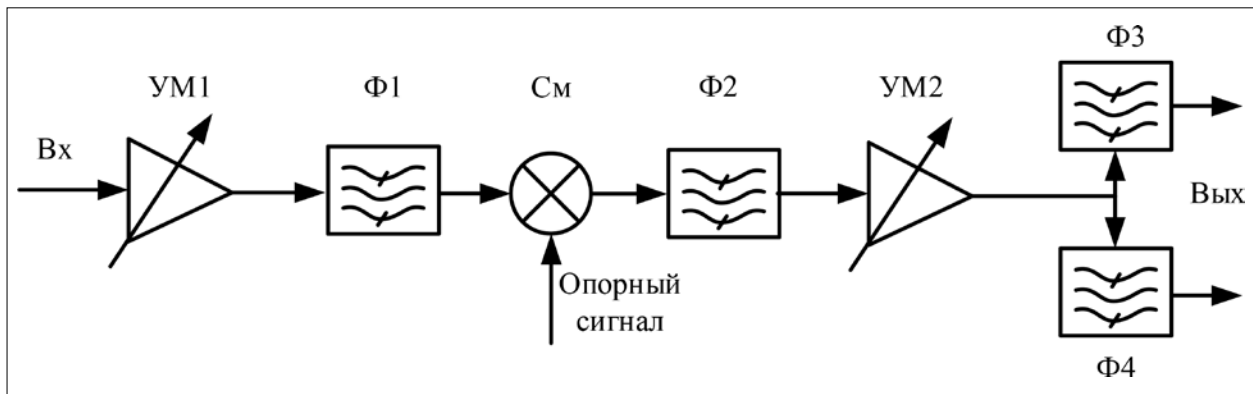 УМ1
Ф1
См
Ф2
УМ2
Ф3
Вх
Вых
Опорный
сигнал
Ф4